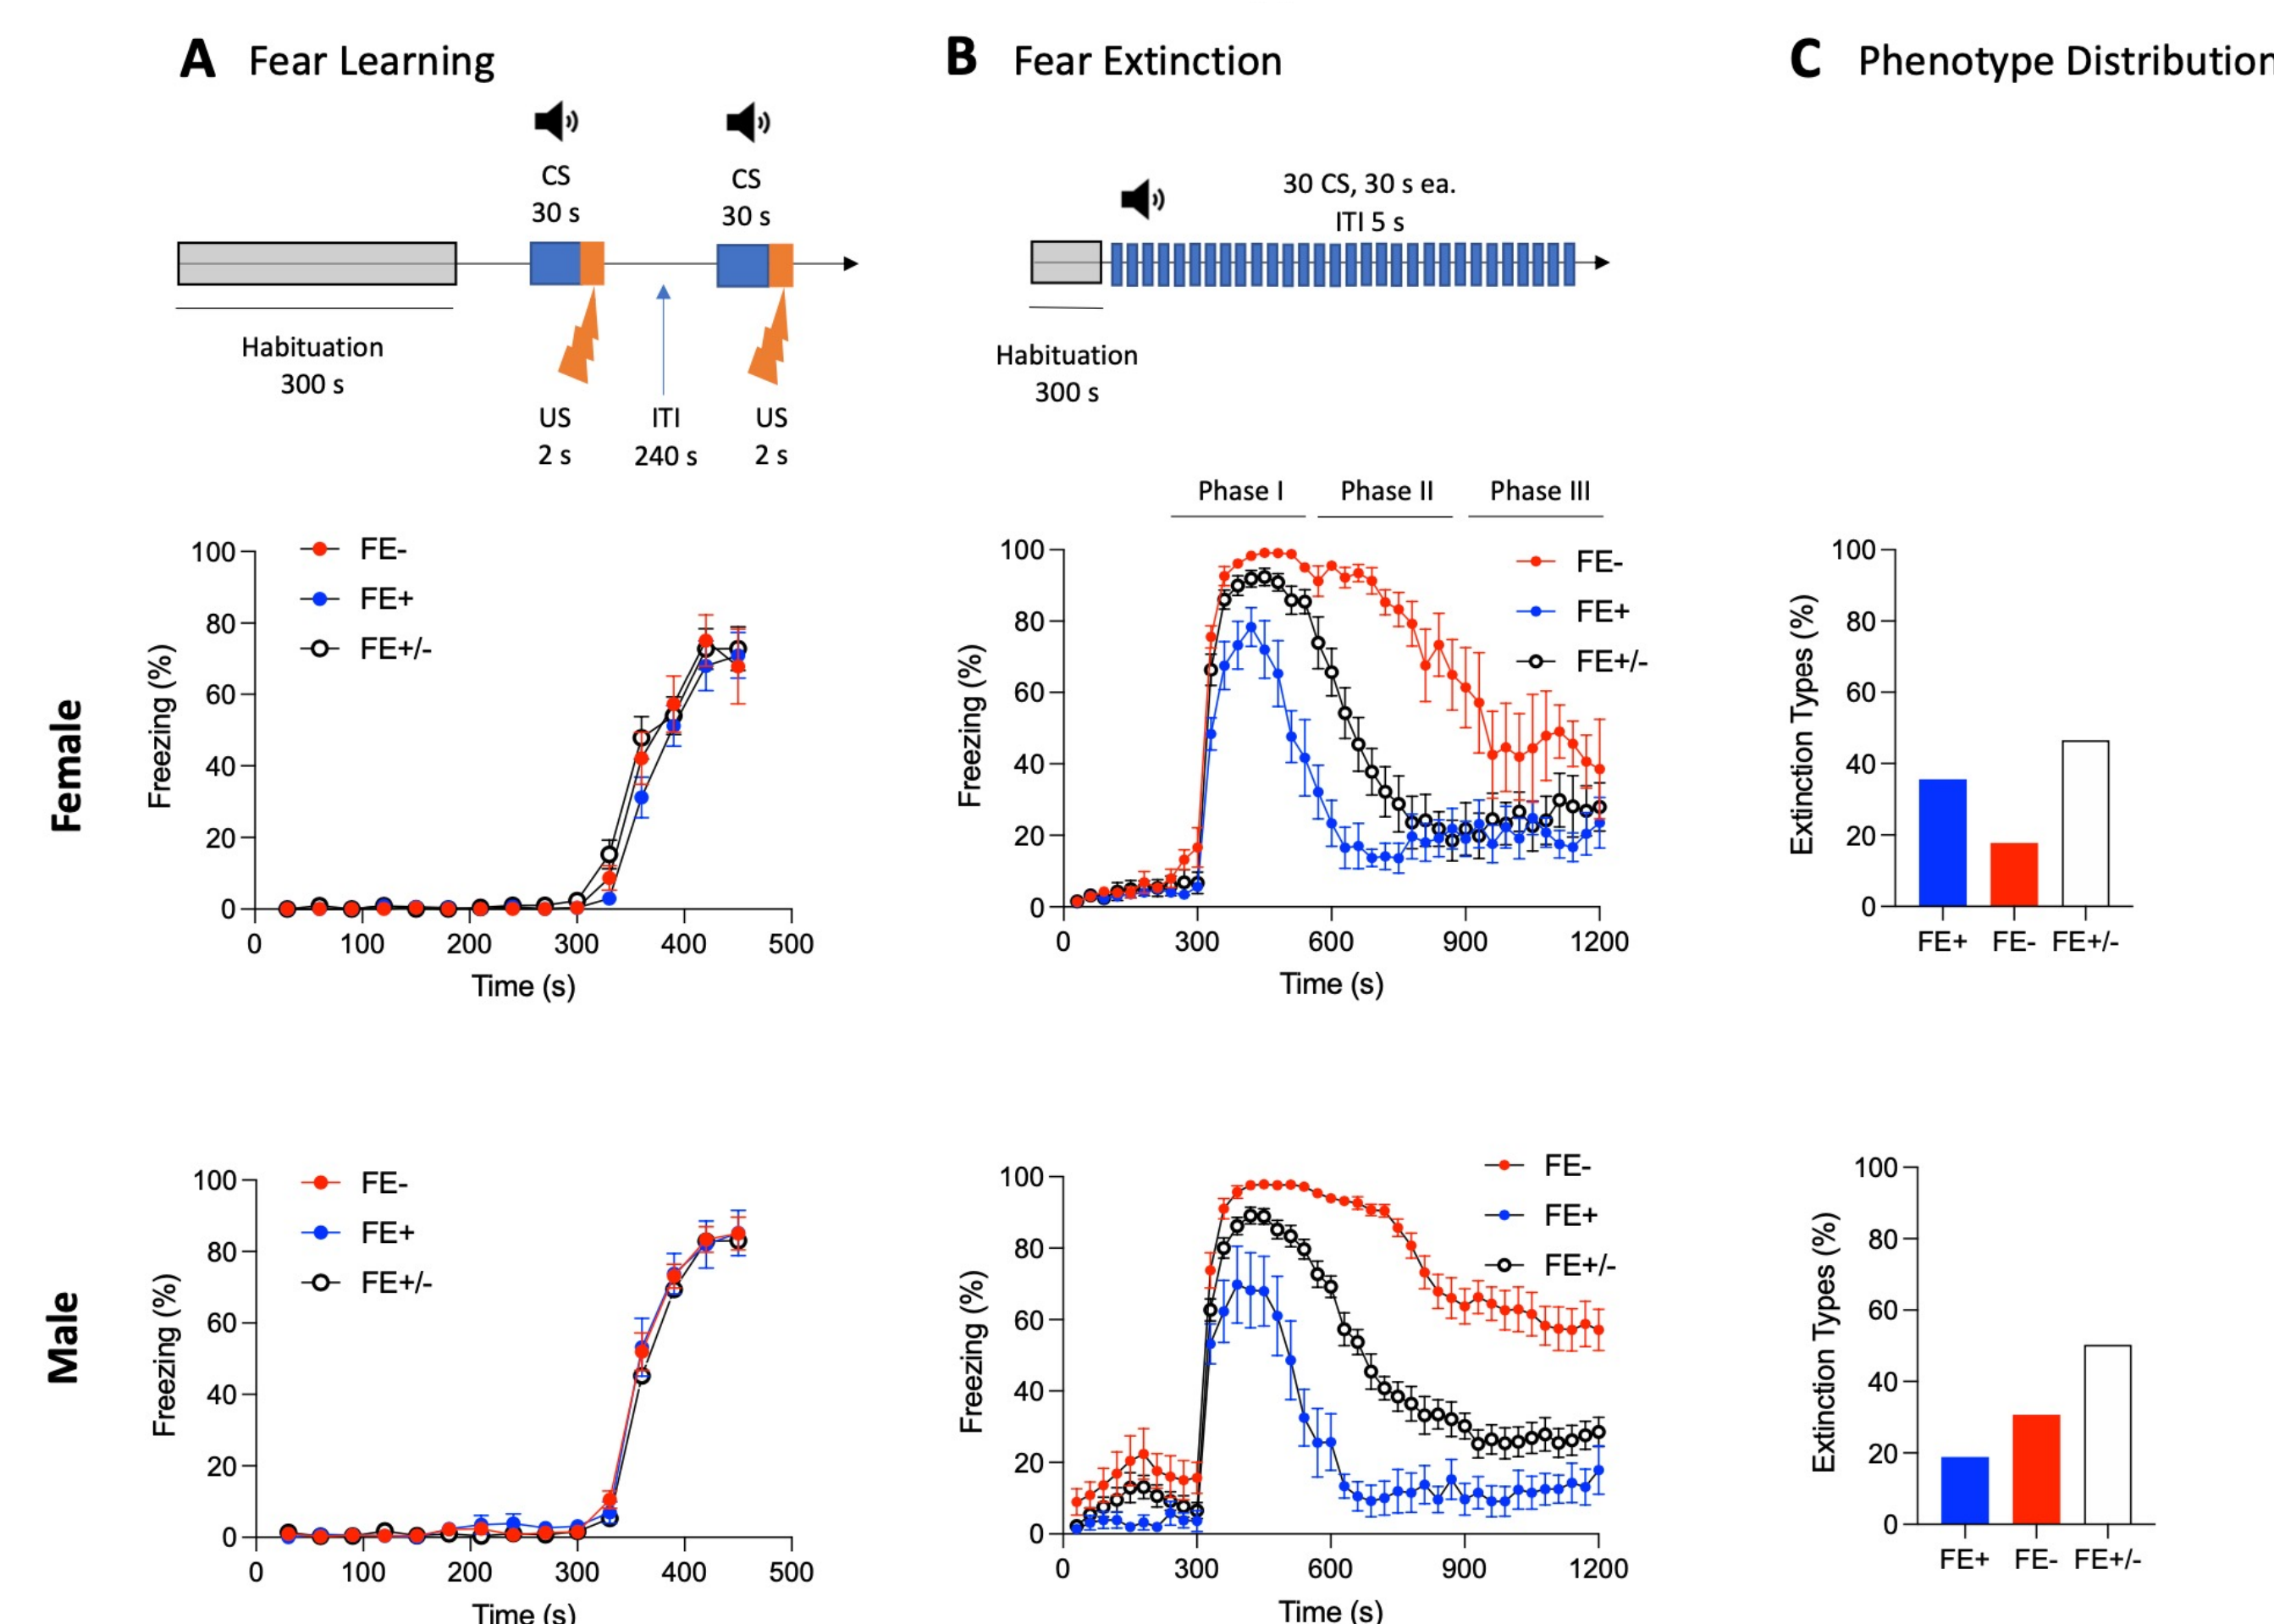 A Fear Learning
B Fear Extinction
C Phenotype Distribution
CS
30 s
CS
30 s
Habituation
300 s
US
2 s
ITI
240 s
US
2 s
30 CS, 30 s ea.
ITI 5 s
Habituation
300 s
Female
100
80
60
40
20
0
Freezing (%)
FE-
FE+
FE+/-
0 100 200 300 400 500
Time (s)
Phase I Phase II Phase III
100
80
60
40
20
0
Freezing (%)
FE-
FE+
FE+/-
0 300 600 900 1200
Time (s)
100
80
60
40
20
0
Extinction Types (%)
FE+ FE- FE+/-
Male
100
80
60
40
20
0
Freezing (%)
FE-
FE+
FE+/-
0 100 200 300 400 500
Time (s)
100
80
60
40
20
0
Freezing (%)
FE-
FE+
FE+/-
0 300 600 900 1200
Time (s)
100
80
60
40
20
0
Extinction Types (%)
FE+ FE- FE+/-